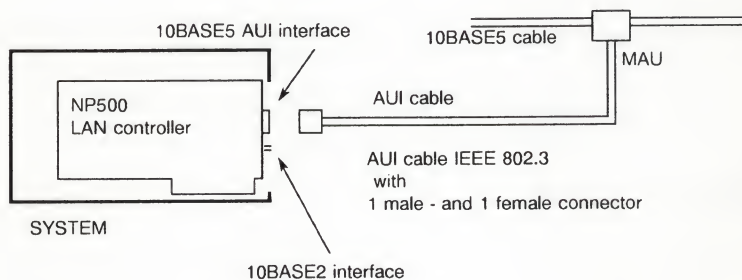 10BASE5 AUI interface
10BASE5 cable
MAU
NP500
LAN controller
AUI cable
AUI cable IEEE 802.3
with
1 male - and 1 female connector
SYSTEM
10BASE2 interface